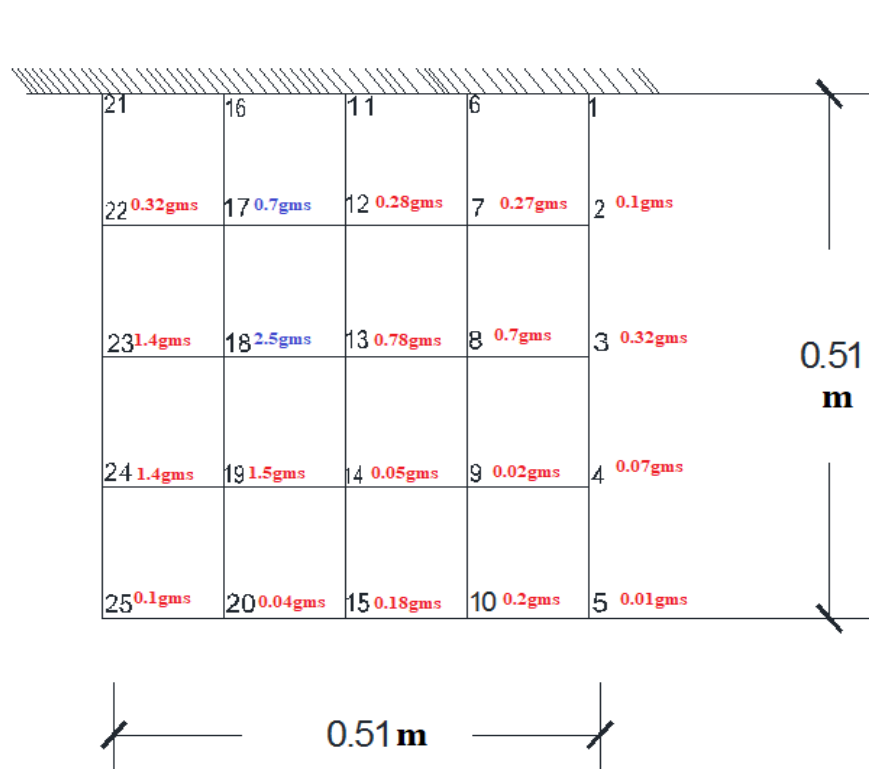 21 16 11 6 1
22 0.32gms 17 0.7gms 12 0.28gms 7 0.27gms 2 0.1gms
23 1.4gms 18 2.5gms 13 0.78gms 8 0.7gms 3 0.32gms
0.51
m
24 1.4gms 19 1.5gms 14 0.05gms 9 0.02gms 4 0.07gms
25 0.1gms 20 0.04gms 15 0.18gms 10 0.2gms 5 0.01gms
0.51 m